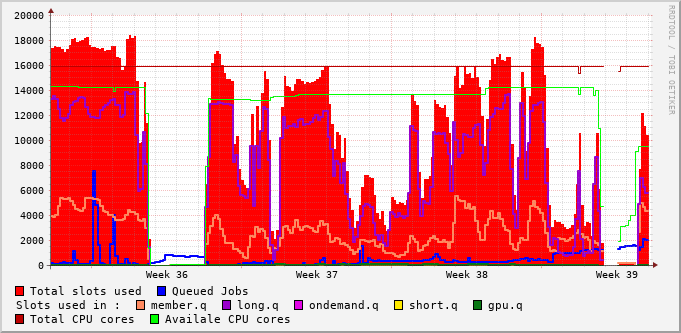 20000
18000
16000
14000
12000
10000
8000
6000
4000
2000
0
Week 36 Week 37 Week 38 Week 39
Total slots used Queued Jobs
Slots used in : member.q long.q ondemand.q short.q gpu.q
Total CPU cores Availale CPU cores
RRDTOOL / TOBI OETIKER